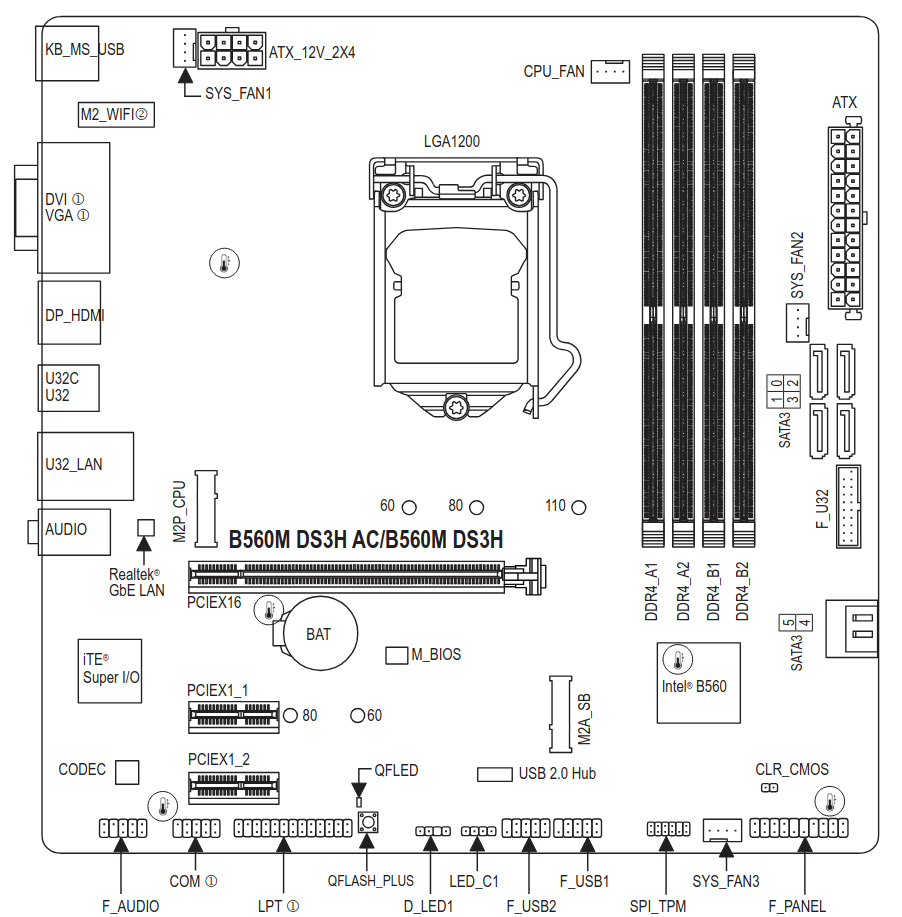 KB_MS_USB
ATX_12V_2X4
CPU_FAN
SYS_FAN1
ATX
M2_WIFI②
LGA1200
DVI ①
VGA ①
SYS_FAN2
DP_HDMI
U32C
U32
1 0
3 2
SATA3
U32_LAN
M2P_CPU
60
80
110
F_U32
AUDIO
B560M DS3H AC/B560M DS3H
Realtek®
GbE LAN
PCIEX16
DDR4_A1
DDR4_A2
DDR4_B1
DDR4_B2
BAT
5
4
SATA3
M_BIOS
iTE®
Super I/O
Intel® B560
PCIEX1_1
80
60
M2A_SB
PCIEX1_2
CODEC
QFLED
USB 2.0 Hub
CLR_CMOS
COM ①
QFLASH_PLUS
LED_C1
F_USB1
SYS_FAN3
F_AUDIO
LPT ①
D_LED1
F_USB2
SPI_TPM
F_PANEL